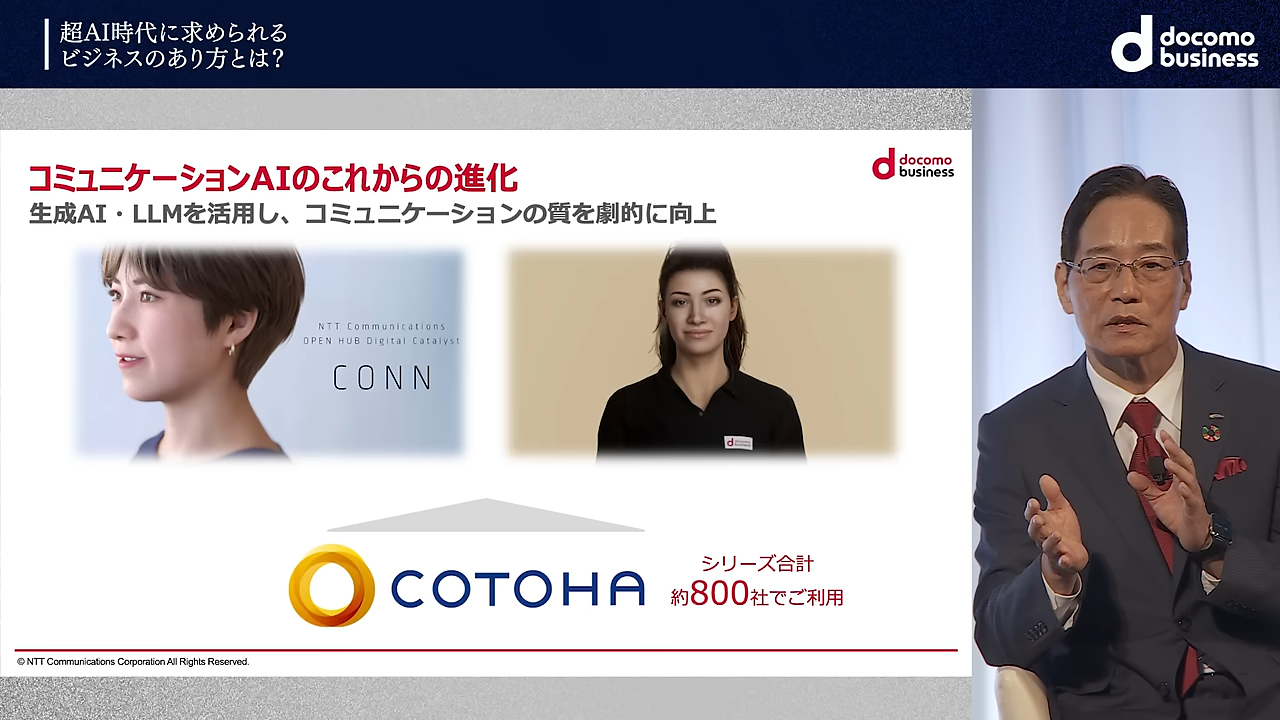 超AI時代に求められる
ビジネスのあり方とは？
docomo
business
コミュニケーションAIのこれからの進化
docomo
business
生成AI・LLMを活用し、コミュニケーションの質を劇的に向上
NTT Communications
OPEN HUB Digital Catalyst
CONN
docomo
business
COTOHA
シリーズ合計
約800社でご利用
© NTT Communications Corporation All Rights Reserved.